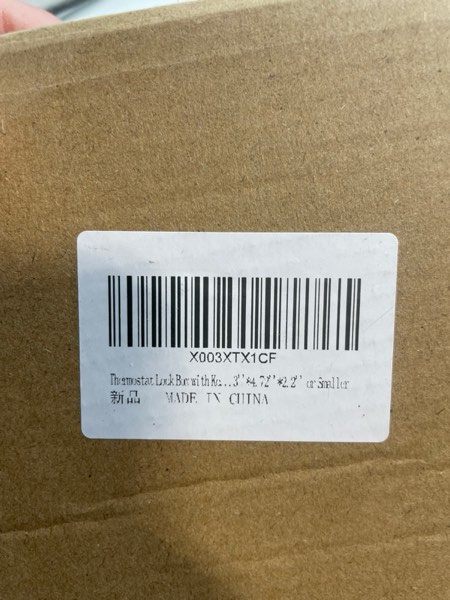 X003XTX1CF
Thermostat Lock Box with Ke...3''*4.72''*2.2'' or Smaller
新品 MADE IN CHINA